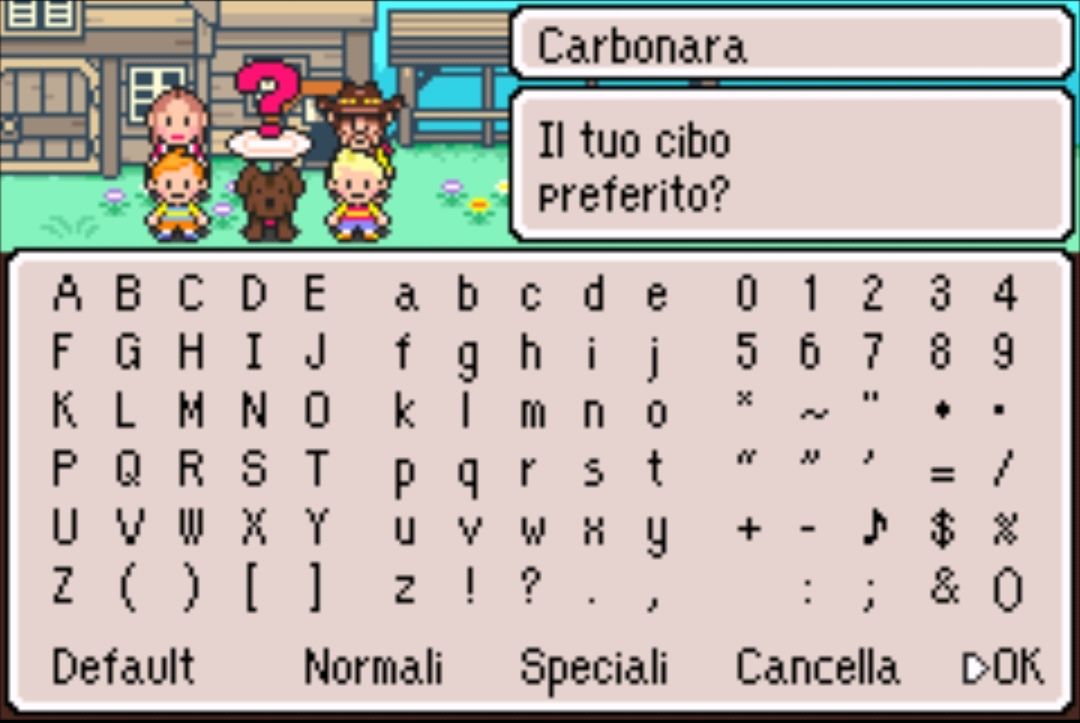 Carbonara
Il tuo cibo
preferito?
A B C D E a b c d e 0 1 2 3 4
F G H I J f g h i j 5 6 7 8 9
K L M N O k l m n o * ~ " • ·
P Q R S T p q r s t “ ” ’ = /
U V W X Y u v w x y + - ♪ $ %
Z ( ) [ ] z ! ? . , : ; & ()
Default Normali Speciali Cancella ▷OK